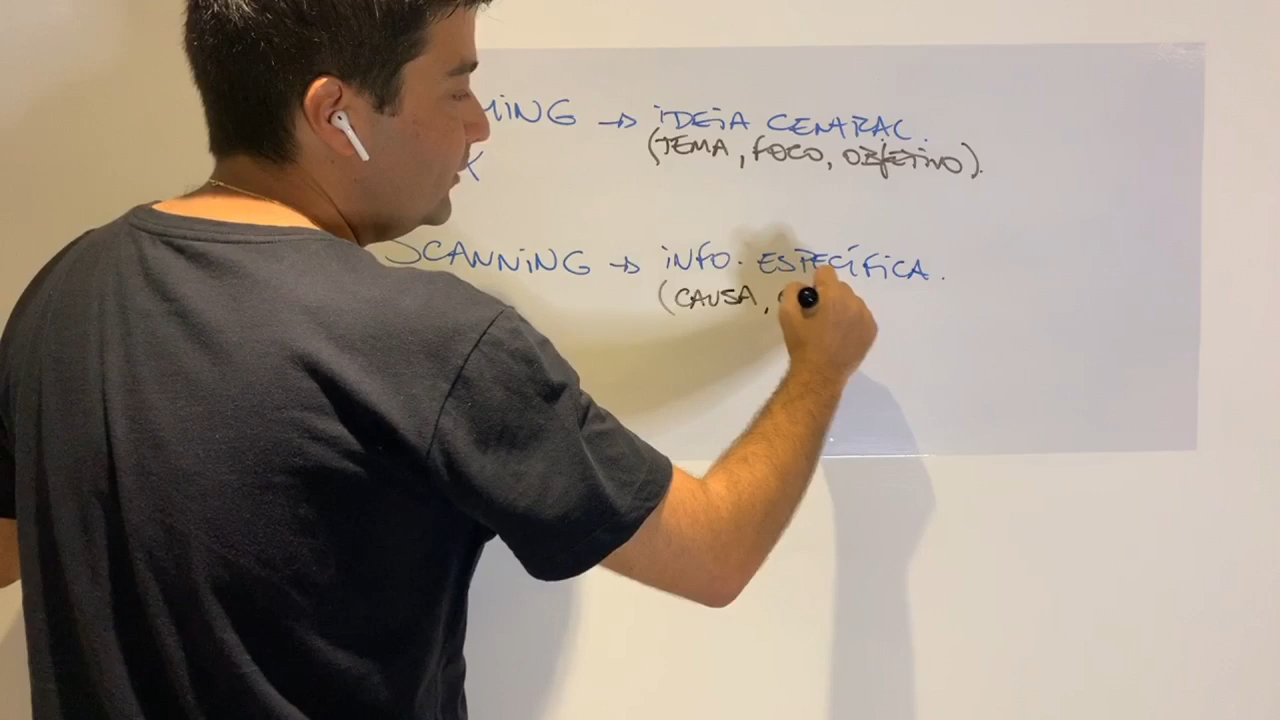 MING → IDEIA CENTRAL.
(TEMA, FOCO, OBJETIVO).
X
SCANNING → INFO. ESPECÍFICA.
(CAUSA,